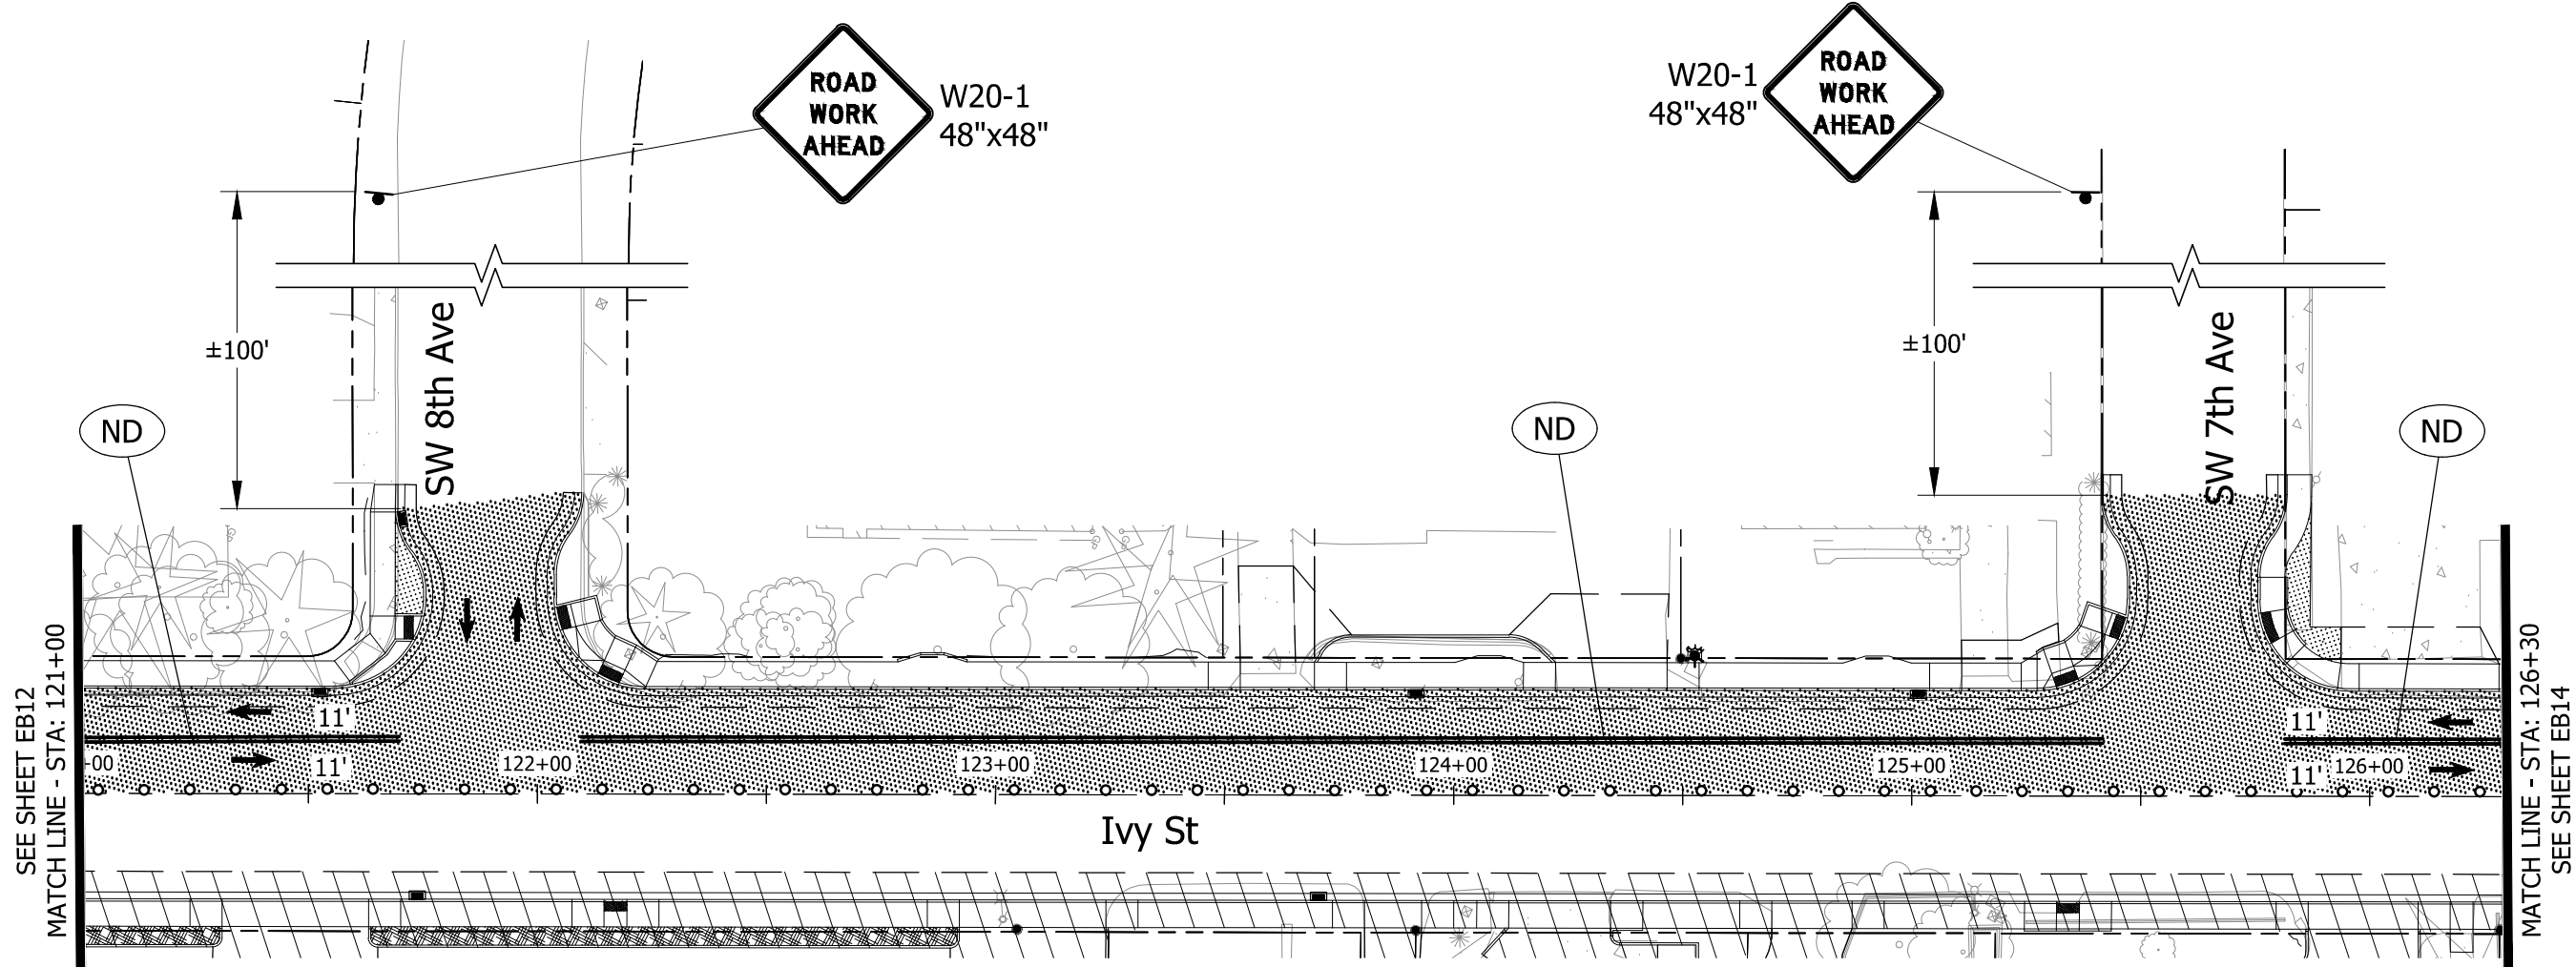 ROAD
WORK
AHEAD
W20-1
48"x48"
W20-1
48"x48"
ROAD
WORK
AHEAD
±100'
SW 8th Ave
±100'
SW 7th Ave
ND
ND
ND
SEE SHEET EB12
MATCH LINE - STA: 121+00
11'
11'
+00
122+00
123+00
124+00
125+00
11'
11'
126+00
Ivy St
MATCH LINE - STA: 126+30
SEE SHEET EB14